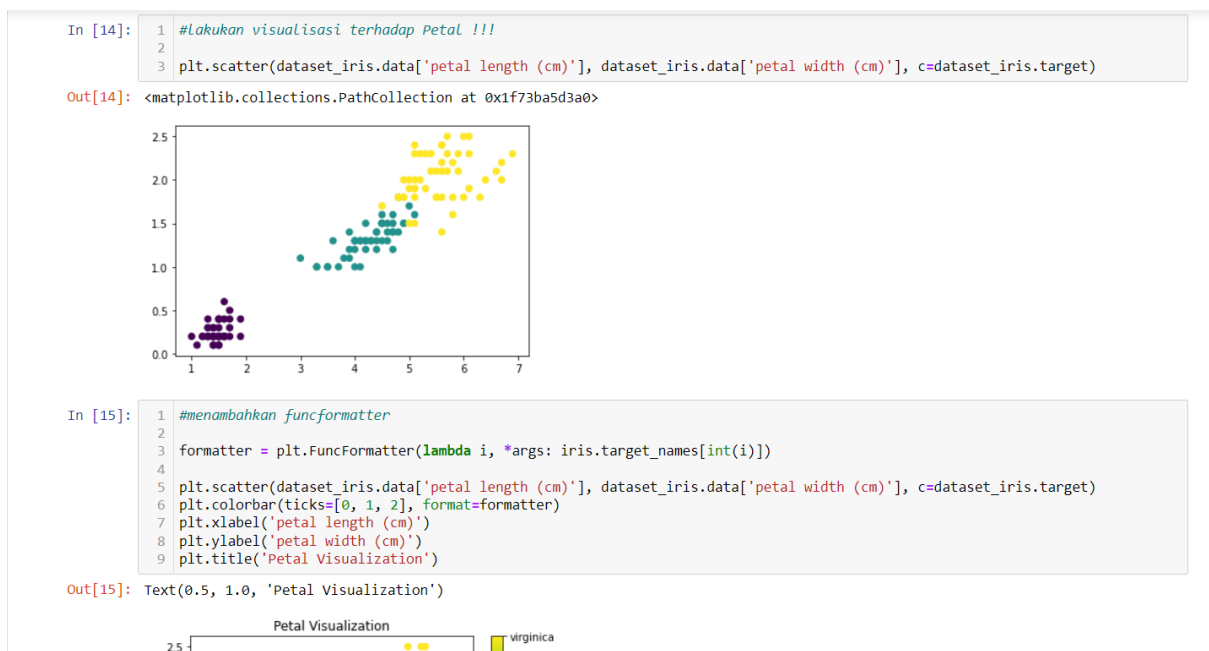 In [14]:
1 #lakukan visualisasi terhadap Petal !!!
2
3 plt.scatter(dataset_iris.data['petal length (cm)'], dataset_iris.data['petal width (cm)'], c=dataset_iris.target)
Out[14]: <matplotlib.collections.PathCollection at 0x1f73ba5d3a0>
2.5
2.0
1.5
1.0
0.5
0.0
1 2 3 4 5 6 7
In [15]:
1 #menambahkan funcformatter
2
3 formatter = plt.FuncFormatter(lambda i, *args: iris.target_names[int(i)])
4
5 plt.scatter(dataset_iris.data['petal length (cm)'], dataset_iris.data['petal width (cm)'], c=dataset_iris.target)
6 plt.colorbar(ticks=[0, 1, 2], format=formatter)
7 plt.xlabel('petal length (cm)')
8 plt.ylabel('petal width (cm)')
9 plt.title('Petal Visualization')
Out[15]: Text(0.5, 1.0, 'Petal Visualization')
Petal Visualization
2.5
virginica